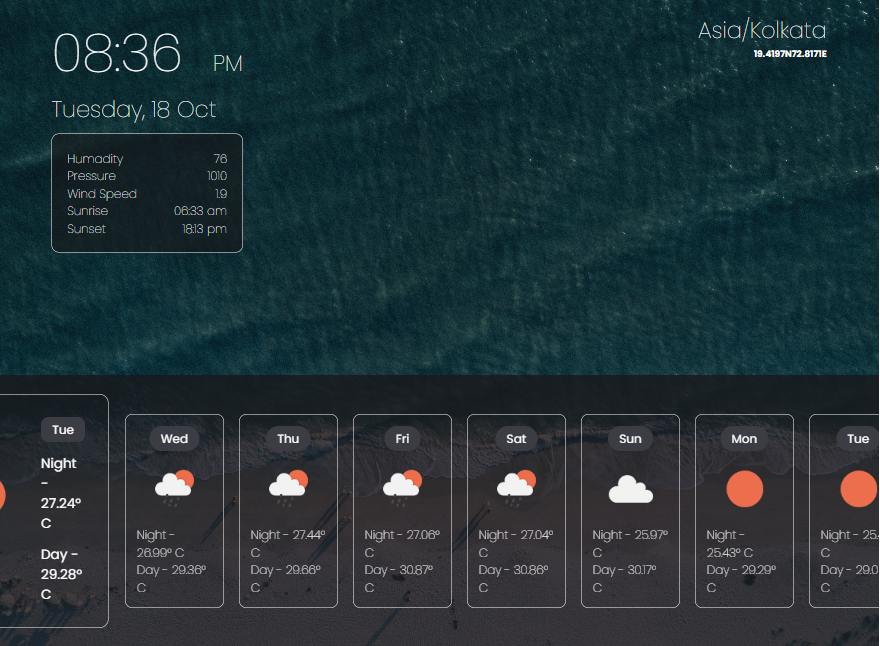 08:36 PM
Asia/Kolkata
19.4197N72.8171E
Tuesday, 18 Oct
Humadity 76
Pressure 1010
Wind Speed 1.9
Sunrise 06:33 am
Sunset 18:13 pm
Tue
Night
-
27.24° C
Day -
29.28°
C
Wed
Night -
26.99° C
Day - 29.36°
C
Thu
Night - 27.44°
C
Day - 29.66°
C
Fri
Night - 27.06°
C
Day - 30.87°
C
Sat
Night - 27.04°
C
Day - 30.86°
C
Sun
Night - 25.97°
C
Day - 30.17°
C
Mon
Night -
25.43° C
Day - 29.29°
C
Tue
Night - 25.
C
Day - 29.0
C